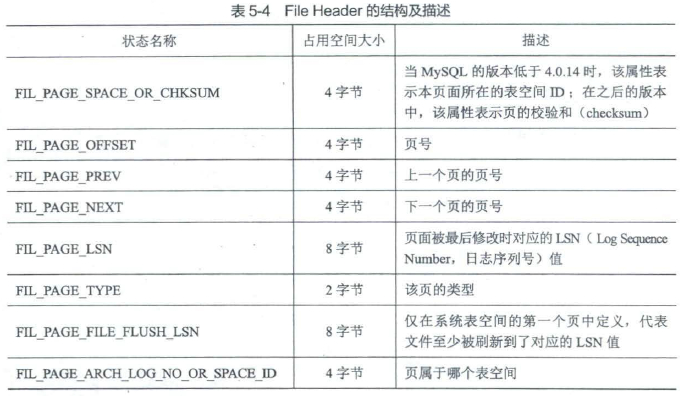 表 5-4 File Header 的结构及描述
状态名称 占用空间大小 描述
FIL_PAGE_SPACE_OR_CHKSUM 4 字节 当 MySQL 的版本低于 4.0.14 时，该属性表
示本页面所在的表空间 ID；在之后的版本
中，该属性表示页的校验和（checksum）
FIL_PAGE_OFFSET 4 字节 页号
FIL_PAGE_PREV 4 字节 上一个页的页号
FIL_PAGE_NEXT 4 字节 下一个页的页号
FIL_PAGE_LSN 8 字节 页面被最后修改时对应的 LSN（Log Sequence
Number，日志序列号）值
FIL_PAGE_TYPE 2 字节 该页的类型
FIL_PAGE_FILE_FLUSH_LSN 8 字节 仅在系统表空间的第一个页中定义，代表
文件至少被刷新到了对应的 LSN 值
FIL_PAGE_ARCH_LOG_NO_OR_SPACE_ID 4 字节 页属于哪个表空间